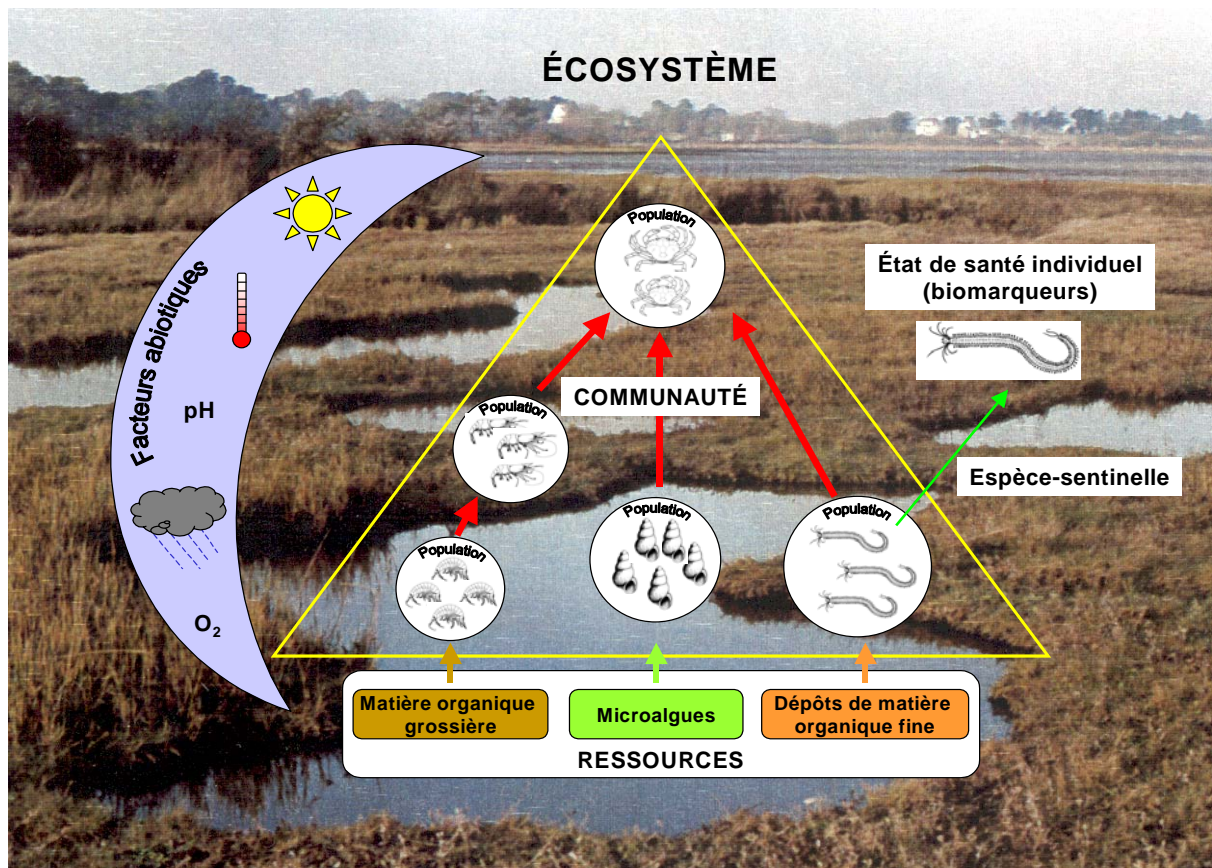 ÉCOSYSTÈME
Facteurs abiotiques
pH
O₂
Population
État de santé individuel
(biomarqueurs)
COMMUNAUTÉ
Population
Espèce-sentinelle
Population
Population
Population
Matière organique
grossière
Microalgues
Dépôts de matière
organique fine
RESSOURCES